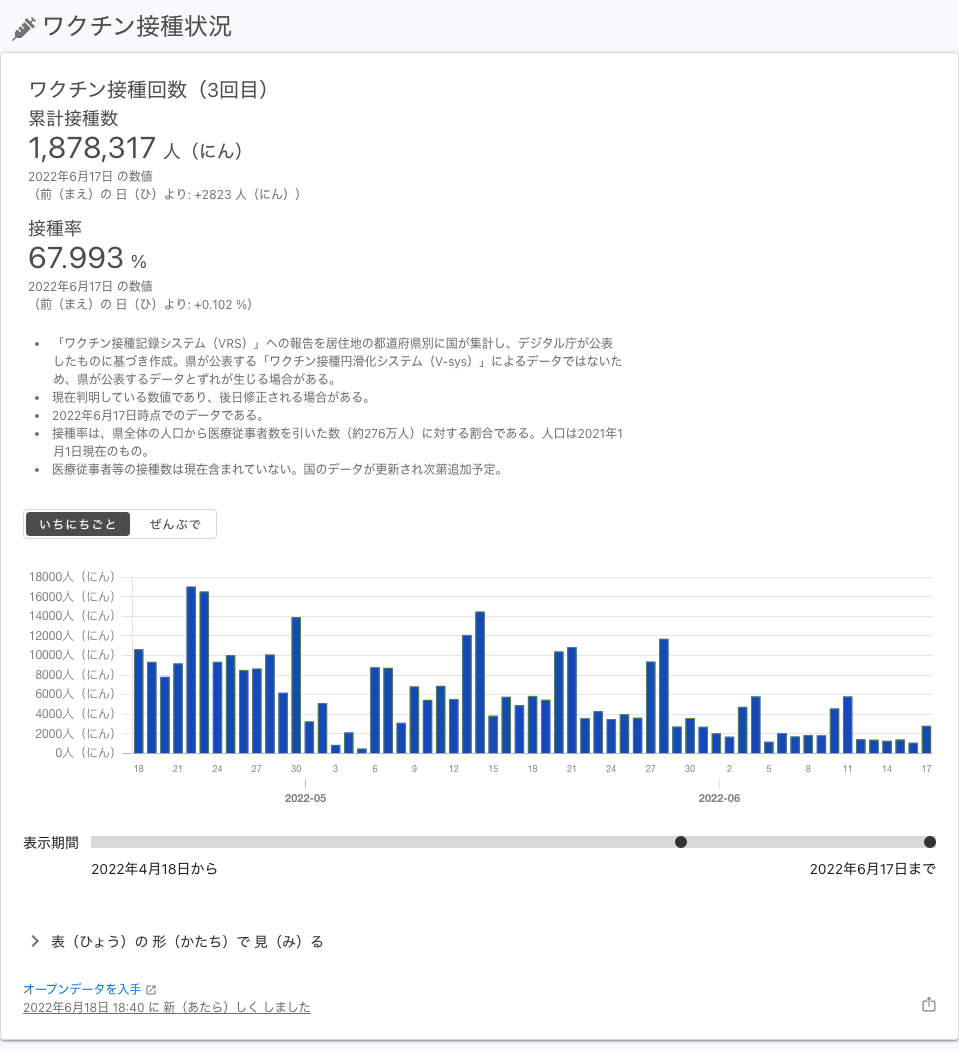 ワクチン接種状況
ワクチン接種回数（3回目）
累計接種数
1,878,317 人（にん）
2022年6月17日 の数値
（前（まえ）の 日（ひ）より: +2823 人（にん））
接種率
67.993 %
2022年6月17日 の数値
（前（まえ）の 日（ひ）より: +0.102 %）
• 「ワクチン接種記録システム（VRS）」への報告を居住地の都道府県別に国が集計し、デジタル庁が公表
したものに基づき作成。県が公表する「ワクチン接種円滑化システム（V-sys）」によるデータではないた
め、県が公表するデータとずれが生じる場合がある。
• 現在判明している数値であり、後日修正される場合がある。
• 2022年6月17日時点でのデータである。
• 接種率は、県全体の人口から医療従事者数を引いた数（約276万人）に対する割合である。人口は2021年1
月1日現在のもの。
• 医療従事者等の接種数は現在含まれていない。国のデータが更新され次第追加予定。
いちにちごと ぜんぶで
18000人（にん）
16000人（にん）
14000人（にん）
12000人（にん）
10000人（にん）
8000人（にん）
6000人（にん）
4000人（にん）
2000人（にん）
0人（にん）
18 21 24 27 30 3 6 9 12 15 18 21 24 27 30 2 5 8 11 14 17
2022-05 2022-06
表示期間
2022年4月18日から 2022年6月17日まで
表（ひょう）の 形（かたち）で 見（み）る
オープンデータを入手
2022年6月18日 18:40 に 新（あたら）しく しました